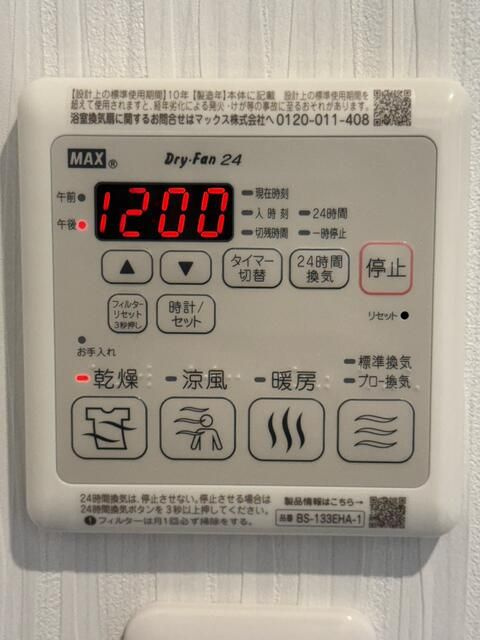 【設計上の標準使用期間】10年 【製造年】本体に記載 設計上の標準使用期間を
超えて使用されますと、経年劣化による発火・けが等の事故に至るおそれがあります。
浴室換気扇に関するお問合せはマックス株式会社へ 0120-011-408
MAX® Dry・Fan 24
午前
午後
1200
現在時刻
入時刻
24時間
切残時間
一時停止
▲
▼
タイマー
切替
24時間
換気
停止
フィルター
リセット
3秒押し
時計/
セット
リセット
お手入れ
乾燥
涼風
暖房
標準換気
プロー換気
24時間換気は、停止させない。停止させる場合は
24時間換気ボタンを3秒以上押してください。
フィルターは月1回必ず掃除をする。
製品情報はこちら→
品番 BS-133EHA-1